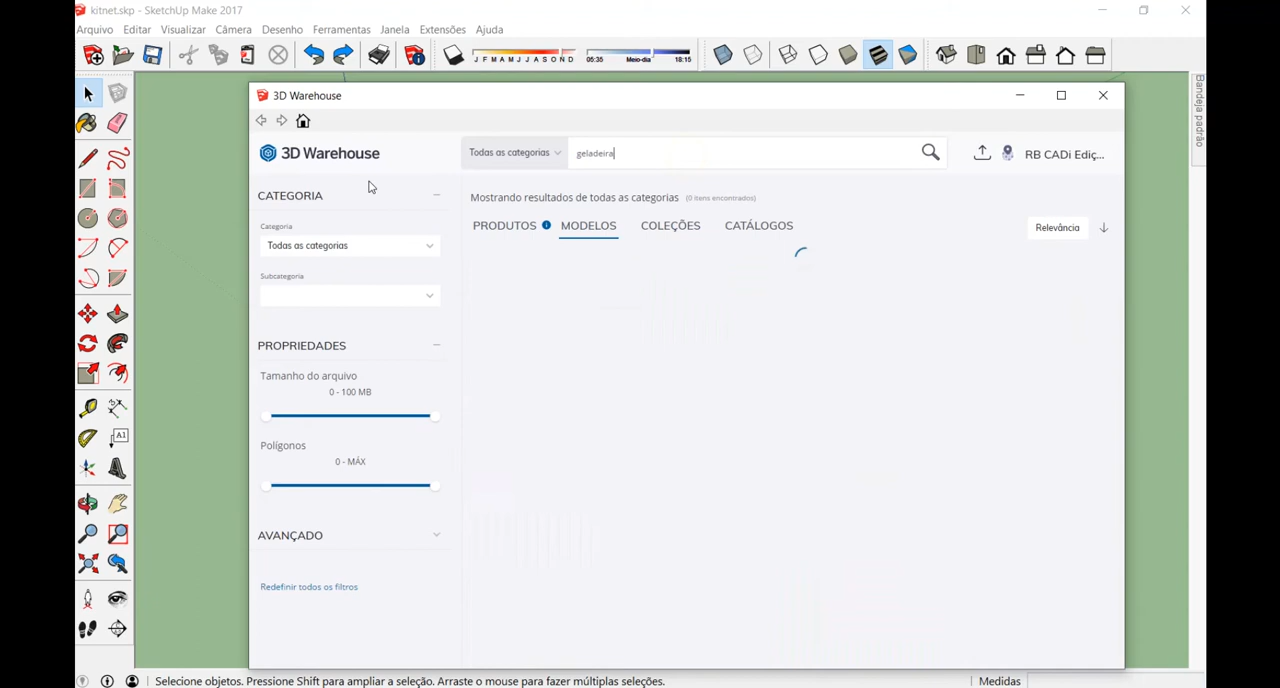 kitnet.skp - SketchUp Make 2017
Arquivo Editar Visualizar Câmera Desenho Ferramentas Janela Extensões Ajuda
J F M A M J J A S O N D
05:35 Meio-dia 18:15
Bandeja padrão
3D Warehouse
3D Warehouse
Todas as categorias
geladeira
RB CADi Ediç...
CATEGORIA
Categoria
Todas as categorias
Subcategoria
PROPRIEDADES
Tamanho do arquivo
0 - 100 MB
Polígonos
0 - MÁX
AVANÇADO
Redefinir todos os filtros
Mostrando resultados de todas as categorias (0 itens encontrados)
PRODUTOS MODELOS COLEÇÕES CATÁLOGOS
Relevância
A1
Selecione objetos. Pressione Shift para ampliar a seleção. Arraste o mouse para fazer múltiplas seleções.
Medidas